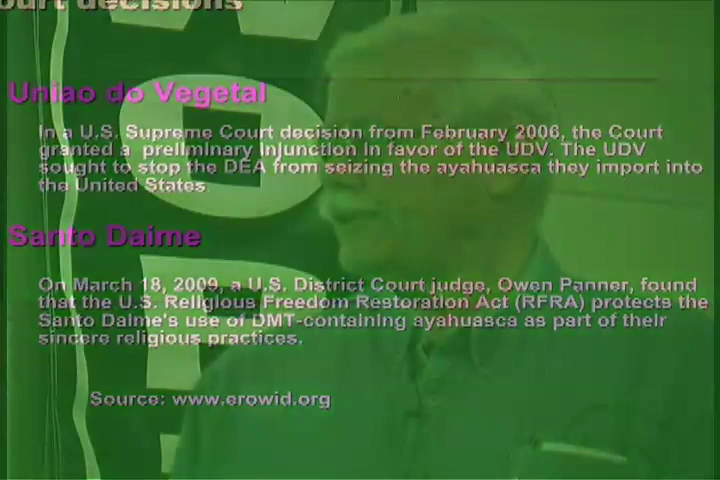 ourt decisions
Uniao do Vegetal
In a U.S. Supreme Court decision from February 2006, the Court
granted a preliminary injunction in favor of the UDV. The UDV
sought to stop the DEA from seizing the ayahuasca they import into
the United States
Santo Daime
On March 18, 2009, a U.S. District Court judge, Owen Panner, found
that the U.S. Religious Freedom Restoration Act (RFRA) protects the
Santo Daime's use of DMT-containing ayahuasca as part of their
sincere religious practices.
Source: www.erowid.org